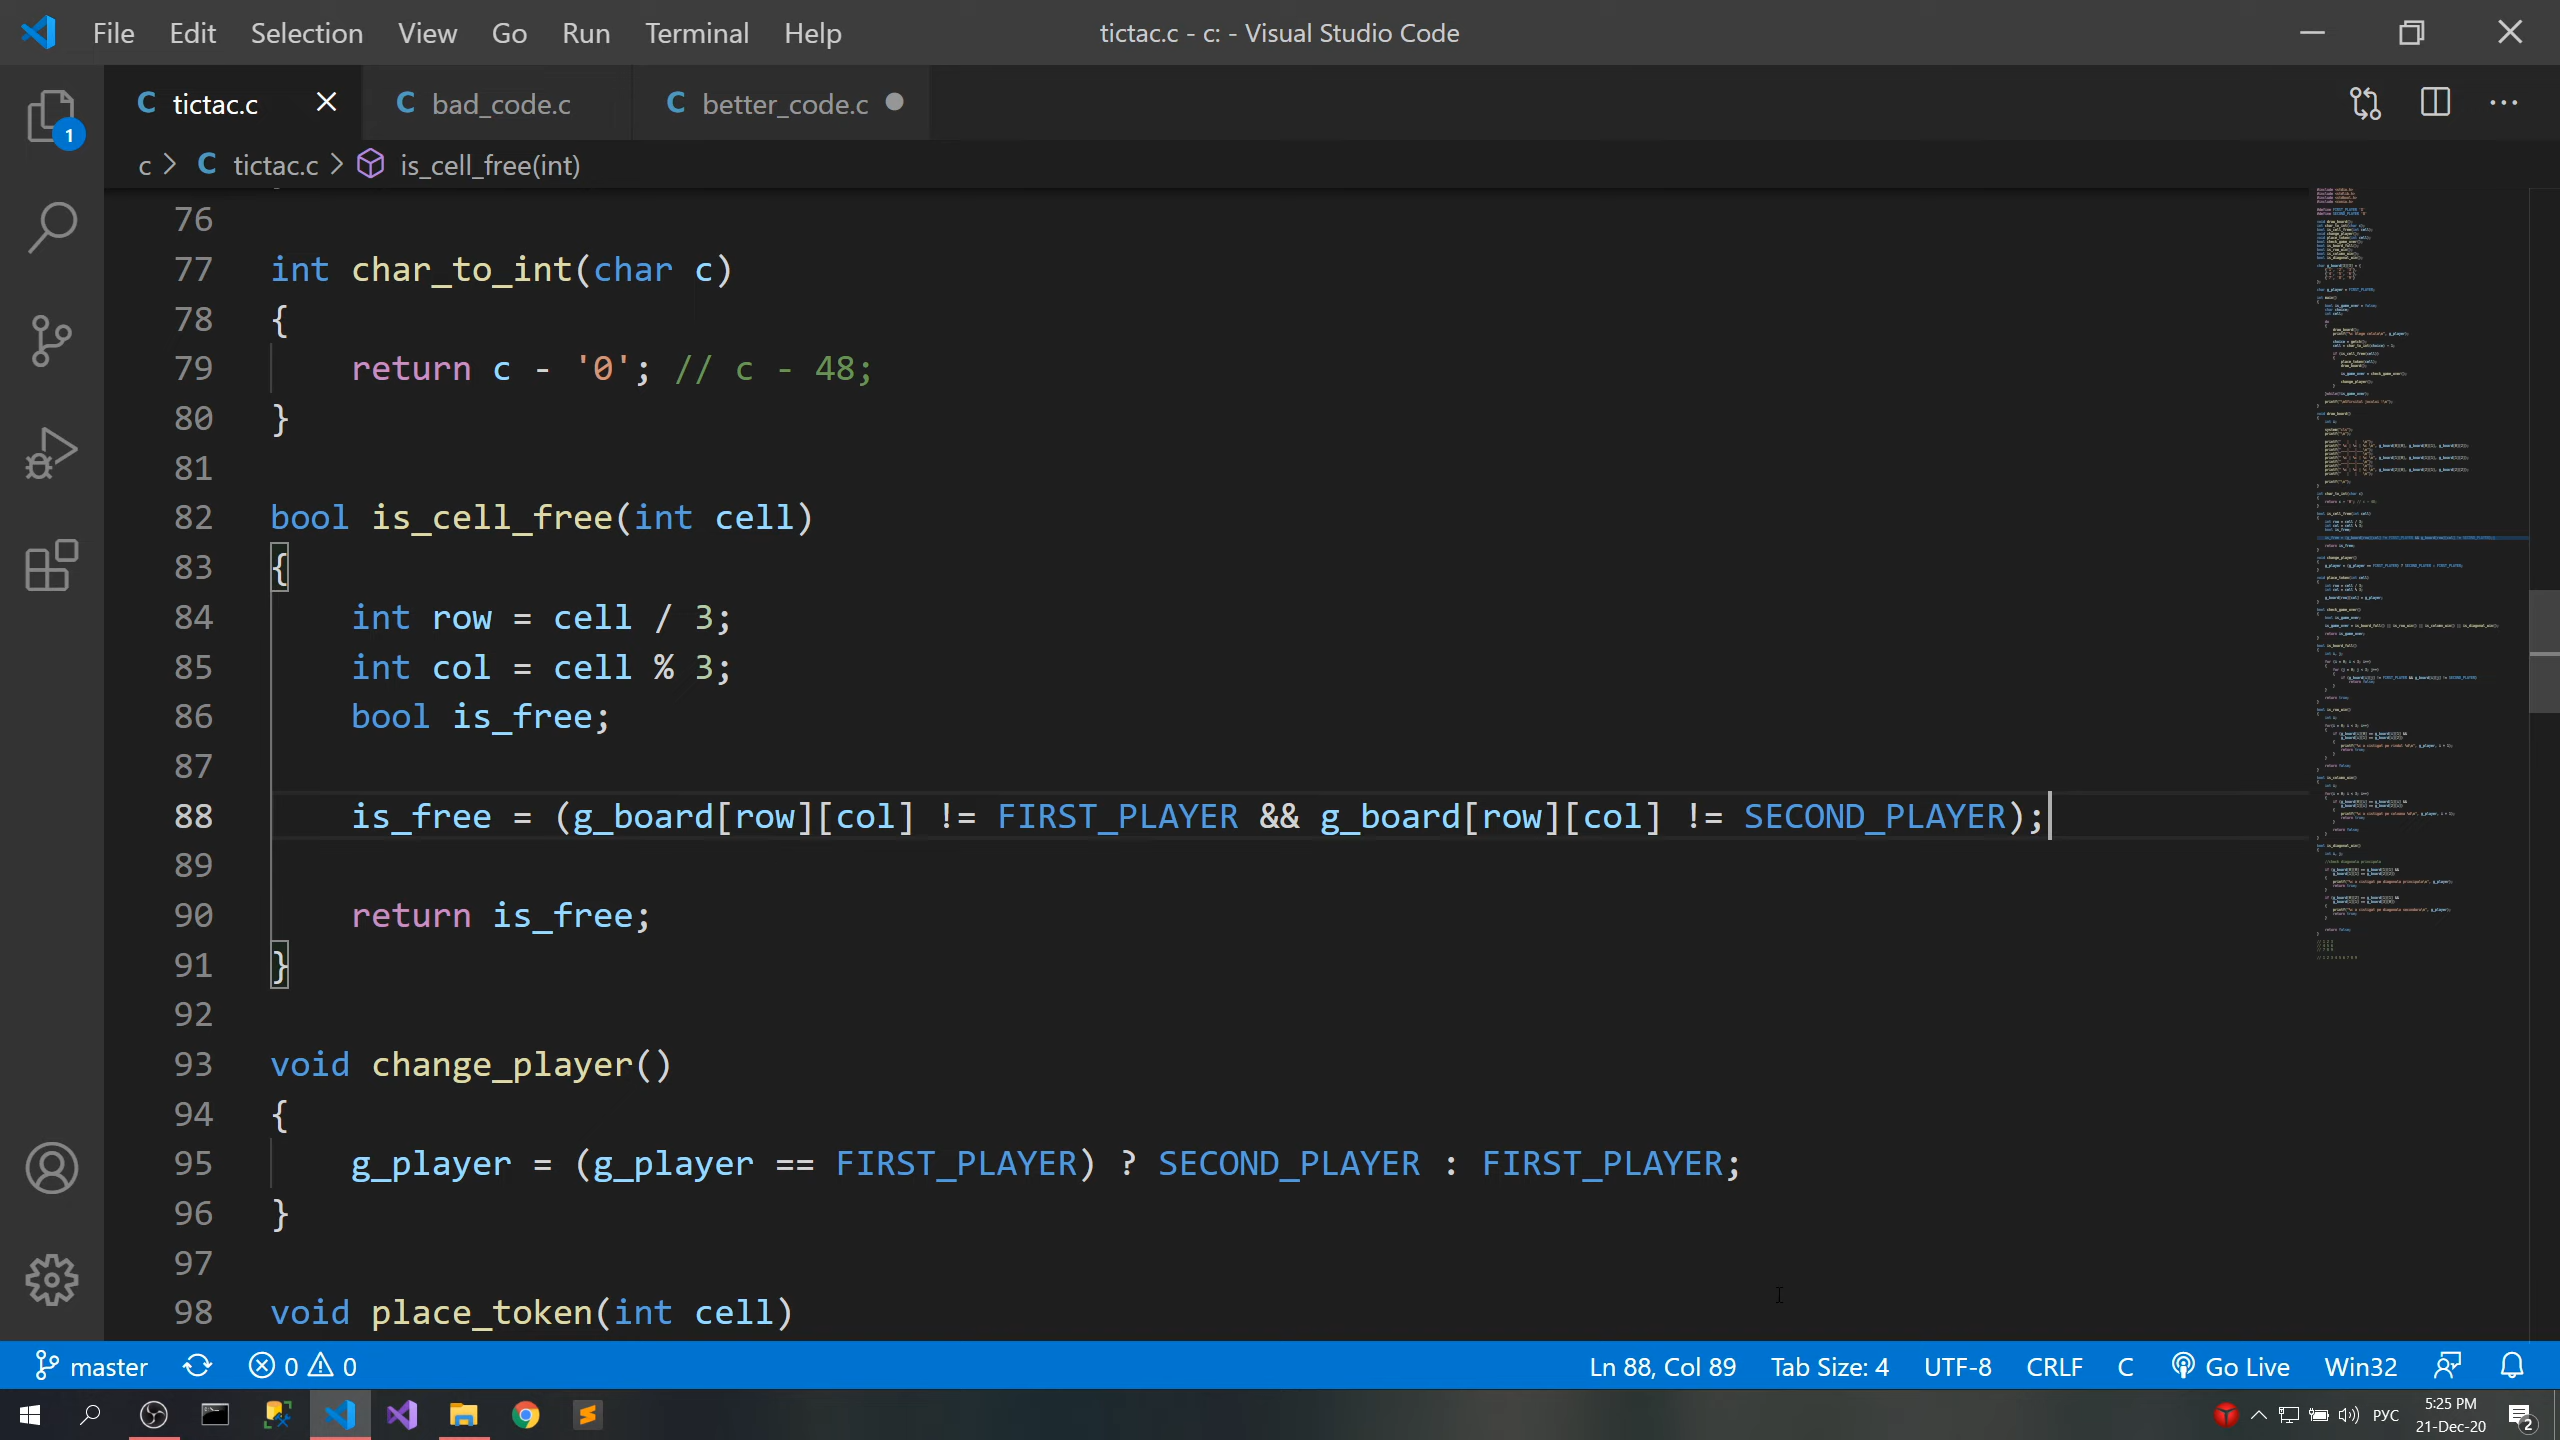 File Edit Selection View Go Run Terminal Help tictac.c - c: - Visual Studio Code
tictac.c bad_code.c better_code.c
1
c > tictac.c > is_cell_free(int)
76
77 int char_to_int(char c)
78 {
79 return c - '0'; // c - 48;
80 }
81
82 bool is_cell_free(int cell)
83 {
84 int row = cell / 3;
85 int col = cell % 3;
86 bool is_free;
87
88 is_free = (g_board[row][col] != FIRST_PLAYER && g_board[row][col] != SECOND_PLAYER);
89
90 return is_free;
91 }
92
93 void change_player()
94 {
95 g_player = (g_player == FIRST_PLAYER) ? SECOND_PLAYER : FIRST_PLAYER;
96 }
97
98 void place_token(int cell)
master 0 0 Ln 88, Col 89 Tab Size: 4 UTF-8 CRLF C Go Live Win32
РУС 5:25 PM
21-Dec-20 2